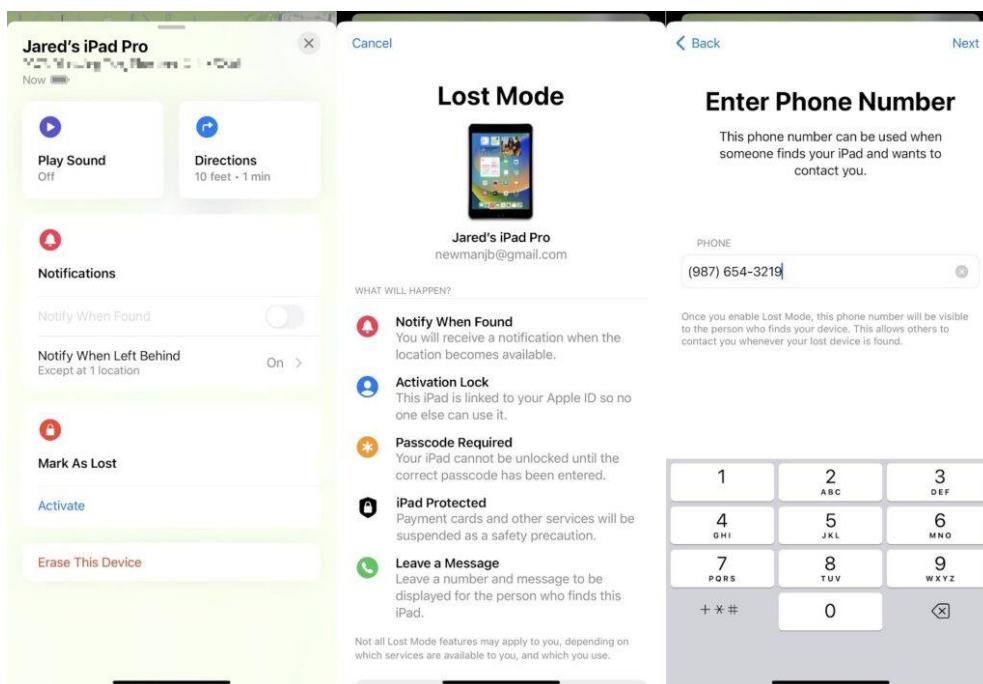 Jared's iPad Pro
Now
Play Sound
Off
Directions
10 feet • 1 min
Notifications
Notify When Found
Notify When Left Behind
Except at 1 location
On
Mark As Lost
Activate
Erase This Device
Cancel
Lost Mode
Jared's iPad Pro
newmanjb@gmail.com
WHAT WILL HAPPEN?
Notify When Found
You will receive a notification when the
location becomes available.
Activation Lock
This iPad is linked to your Apple ID so no
one else can use it.
Passcode Required
Your iPad cannot be unlocked until the
correct passcode has been entered.
iPad Protected
Payment cards and other services will be
suspended as a safety precaution.
Leave a Message
Leave a number and message to be
displayed for the person who finds this
iPad.
Not all Lost Mode features may apply to you, depending on
which services are available to you, and which you use.
Back
Next
Enter Phone Number
This phone number can be used when
someone finds your iPad and wants to
contact you.
PHONE
(987) 654-3219
Once you enable Lost Mode, this phone number will be visible
to the person who finds your device. This allows others to
contact you whenever your lost device is found.
1
2
ABC
3
DEF
4
GHI
5
JKL
6
MNO
7
PQRS
8
TUV
9
WXYZ
+ * #
0